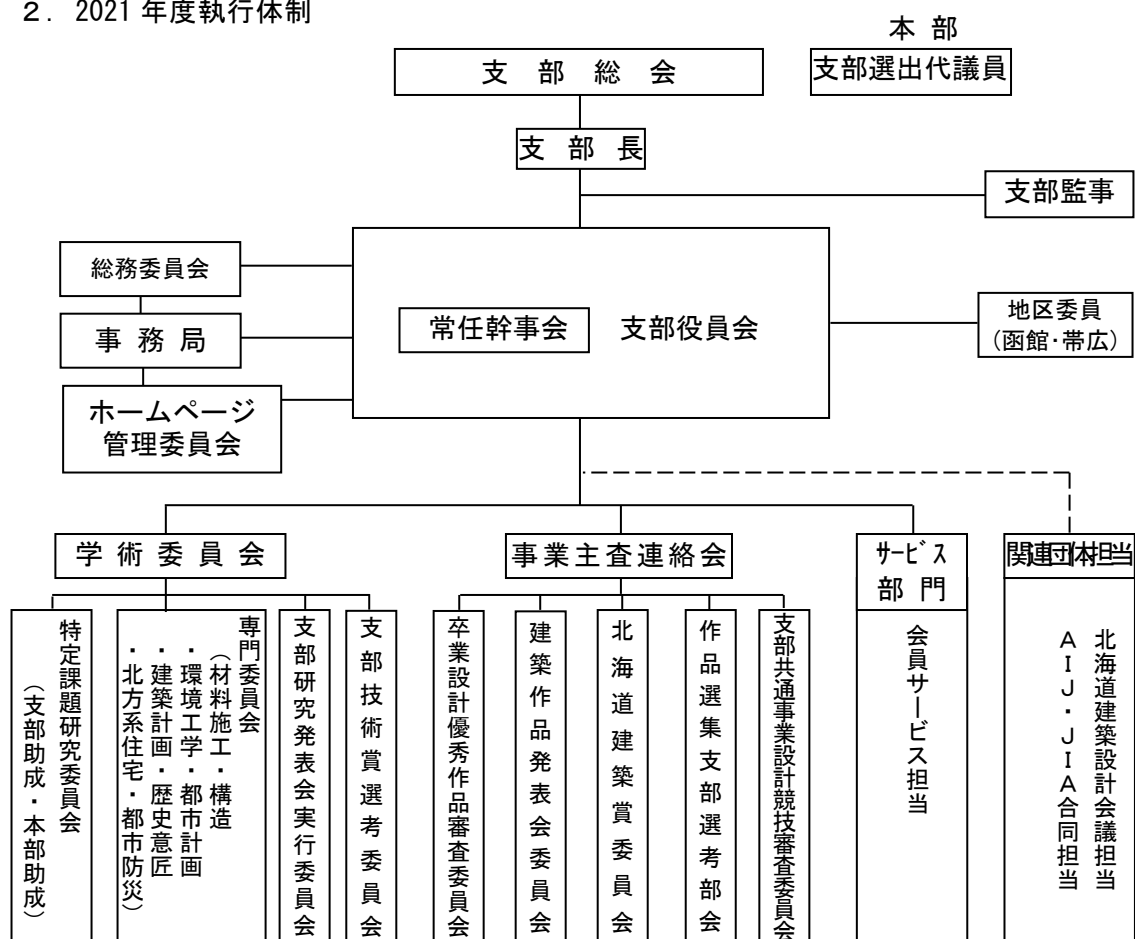 ２．2021年度執行体制
本 部
支 部 総 会
支部選出代議員
支 部 長
支部監事
総務委員会
事 務 局
ホームページ
管理委員会
常任幹事会
支部役員会
地区委員
(函館・帯広)
学 術 委 員 会
事業主査連絡会
サービス
部 門
関連団体担当
特定課題研究委員会
（支部助成・本部助成）
専門委員会
（材料施工・構造
・環境工学・都市計画
・建築計画・歴史意匠
・北方系住宅・都市防災）
支部研究発表会実行委員会
支部技術賞選考委員会
卒業設計優秀作品審査委員会
建築作品発表会委員会
北海道建築賞委員会
作品選集支部選考部会
支部共通事業設計競技審査委員会
会員サービス担当
北海道建築設計会議担当
ＡＩＪ・ＪＩＡ合同担当